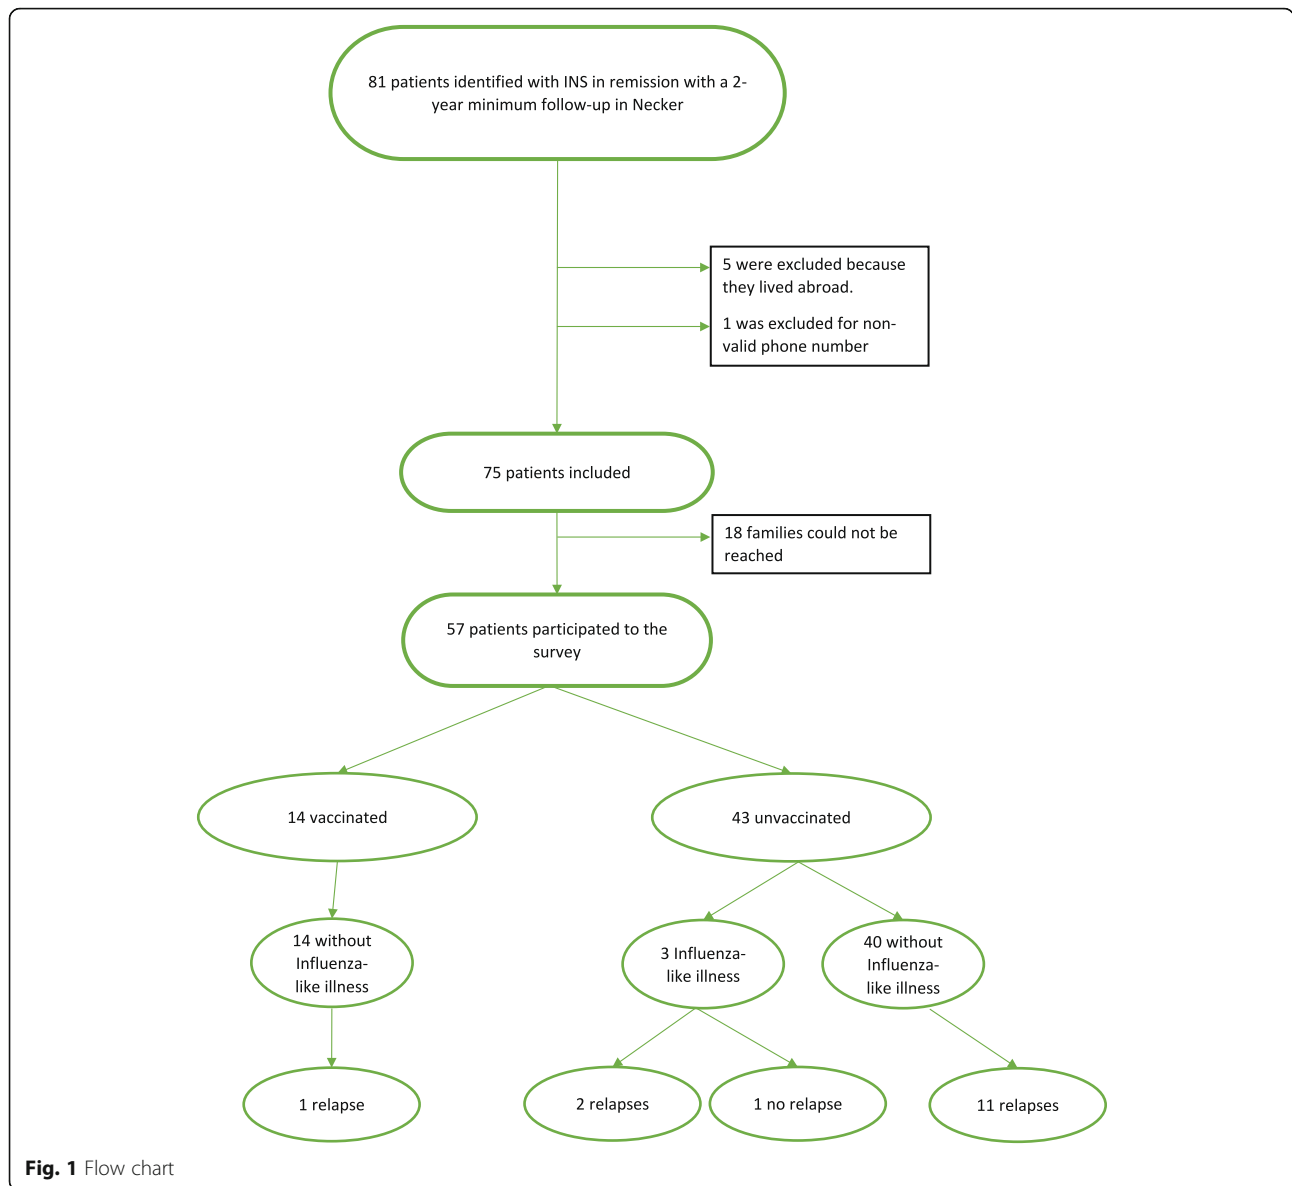 81 patients identified with INS in remission with a 2-
year minimum follow-up in Necker
5 were excluded because
they lived abroad.
1 was excluded for non-
valid phone number
75 patients included
18 families could not be
reached
57 patients participated to the
survey
14 vaccinated
43 unvaccinated
14 without
Influenza-
like illness
3 Influenza-
like illness
40 without
Influenza-
like illness
1 relapse
2 relapses
1 no relapse
11 relapses
Fig. 1 Flow chart